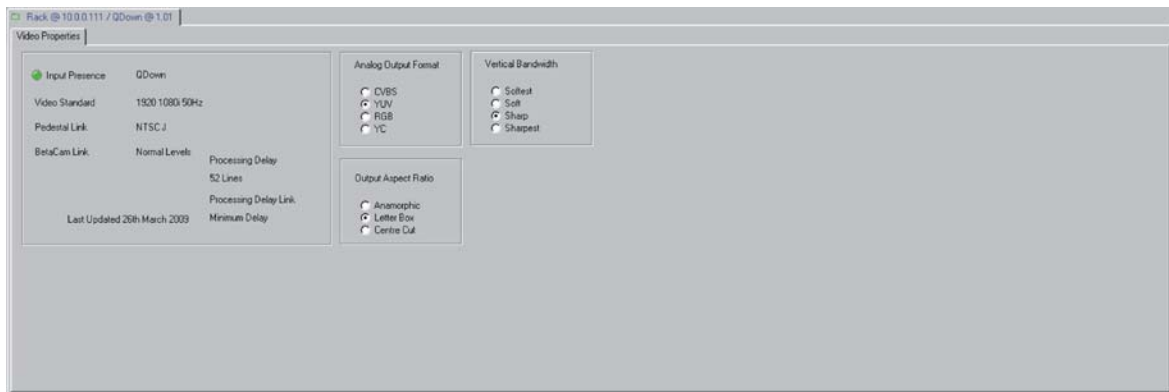 Rack @ 10.0.0.111 / QDown @ 1.01
Video Properties
Input Presence QDown
Video Standard 1920 1080i 50Hz
Pedestal Link NTSC J
BetaCam Link Normal Levels
Processing Delay
52 Lines
Processing Delay Link
Last Updated 26th March 2009 Minimum Delay
Analog Output Format
CVBS
YUV
RGB
YC
Output Aspect Ratio
Anamorphic
Letter Box
Centre Cut
Vertical Bandwidth
Softest
Soft
Sharp
Sharpest